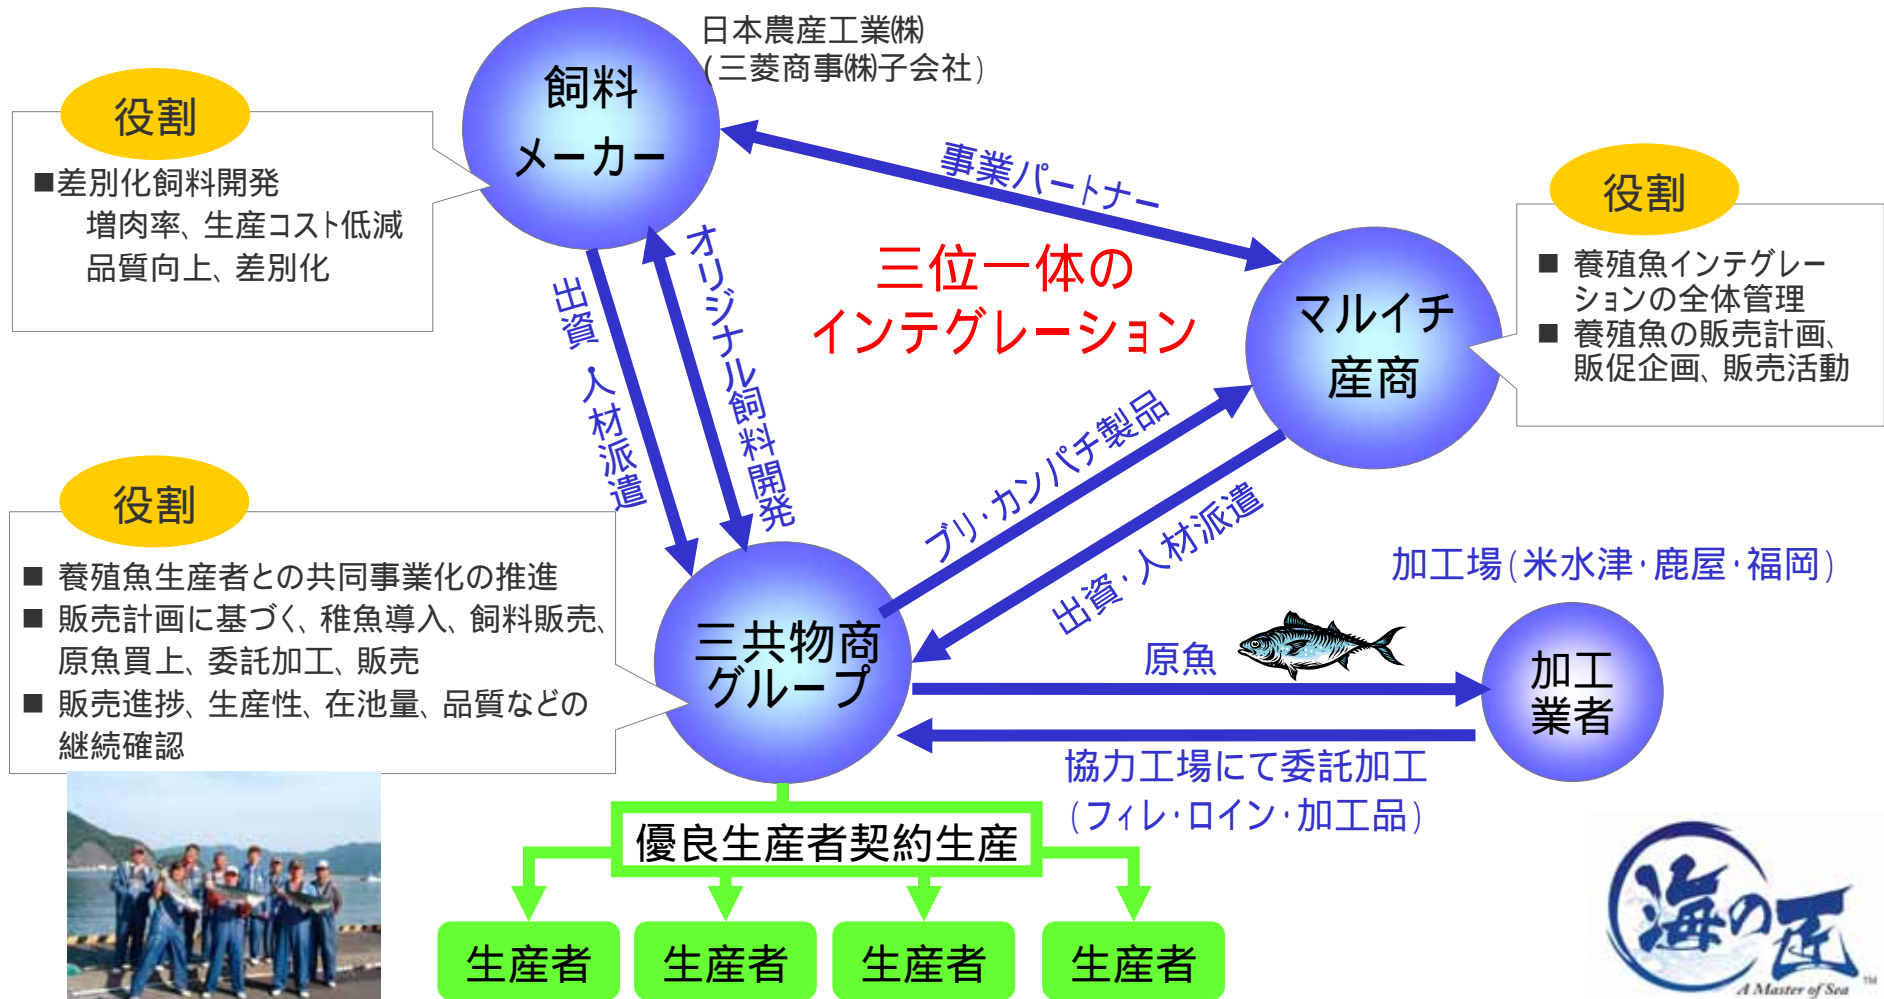 日本農産工業㈱
(三菱商事㈱子会社)
飼料
メーカー
役割
■差別化飼料開発
増肉率、生産コスト低減
品質向上、差別化
事業パートナー
役割
■ 養殖魚インテグレー
ションの全体管理
■ 養殖魚の販売計画、
販促企画、販売活動
三位一体の
インテグレーション
マルイチ
産商
出資・人材派遣
オリジナル飼料開発
ブリ・カンパチ製品
出資・人材派遣
役割
■ 養殖魚生産者との共同事業化の推進
■ 販売計画に基づく、稚魚導入、飼料販売、
原魚買上、委託加工、販売
■ 販売進捗、生産性、在池量、品質などの
継続確認
三共物商
グループ
加工場(米水津・鹿屋・福岡)
原魚
加工
業者
協力工場にて委託加工
(フィレ・ロイン・加工品)
優良生産者契約生産
生産者
生産者
生産者
生産者
海の匠
A Master of Sea
TM